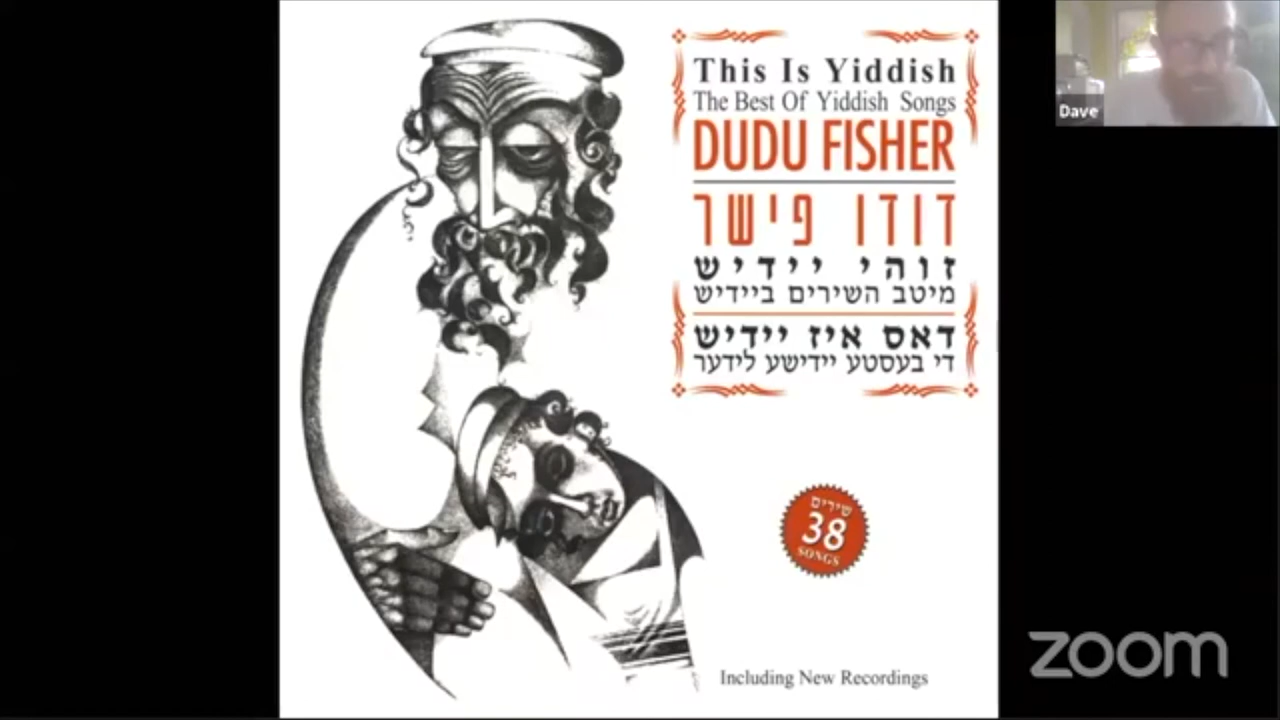 This Is Yiddish
The Best Of Yiddish Songs
DUDU FISHER
דודו פישר
זוהי יידיש
מיטב השירים ביידיש
דאס איז יידיש
די בעסטע יידישע לידער
שירים
38
SONGS
Including New Recordings
Dave
zoom